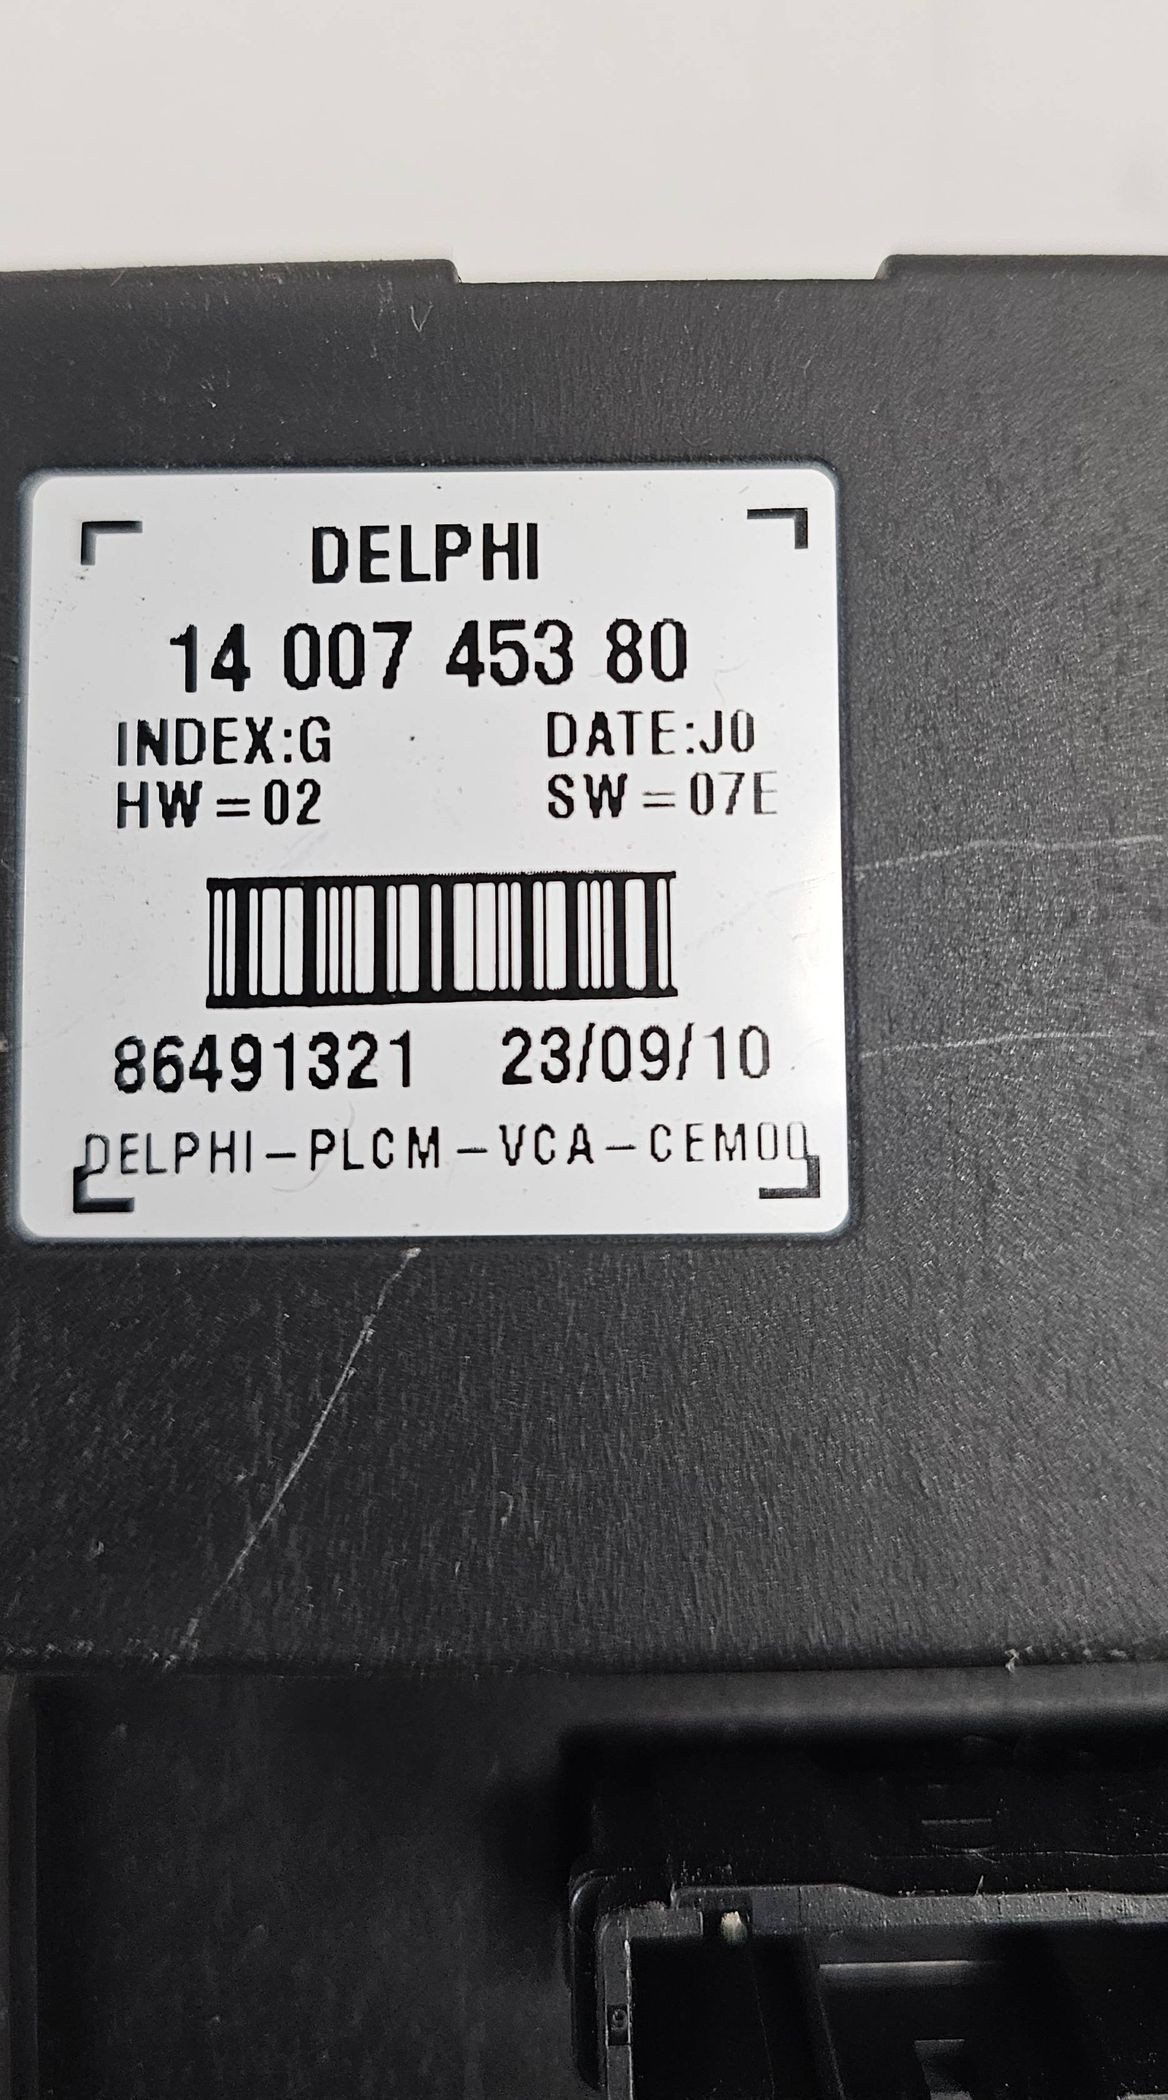 DELPHI
14 007 453 80
INDEX:G DATE:J0
HW=02 SW=07E
86491321 23/09/10
DELPHI-PLCM-VCA-CEM00